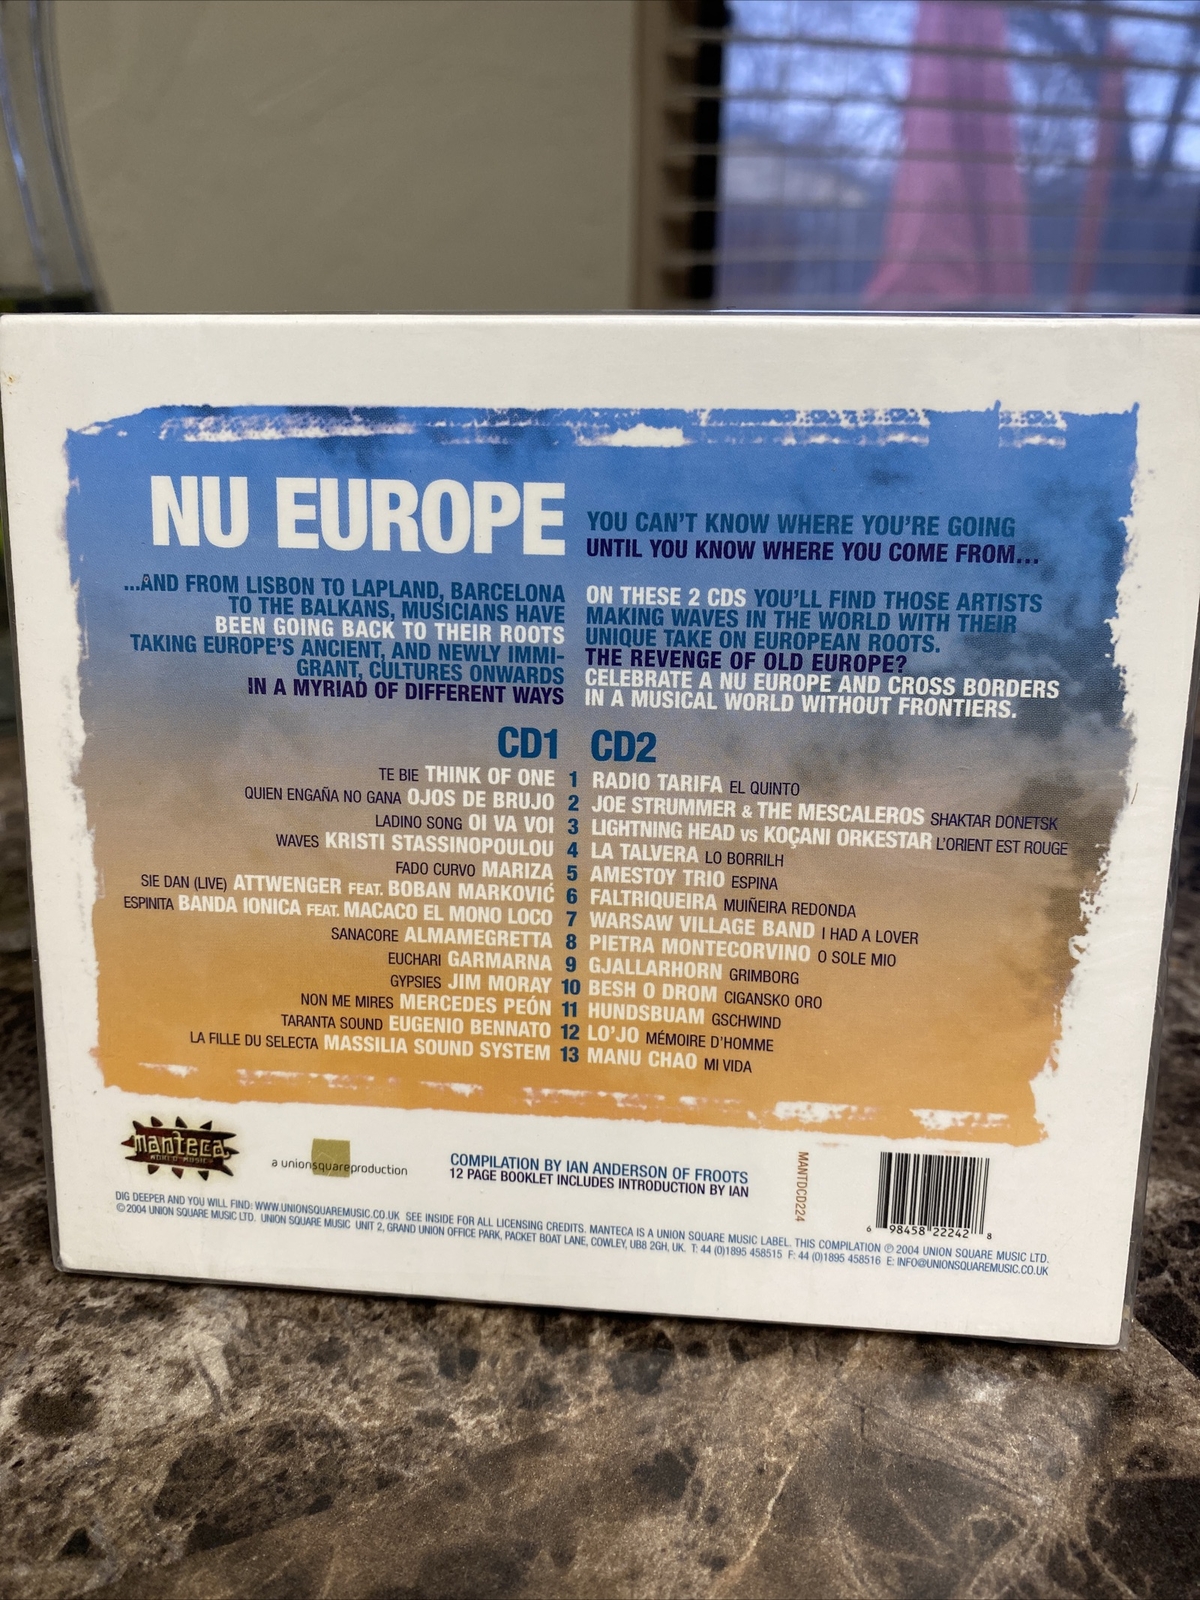 NU EUROPE
YOU CAN'T KNOW WHERE YOU'RE GOING
UNTIL YOU KNOW WHERE YOU COME FROM...
...AND FROM LISBON TO LAPLAND, BARCELONA
TO THE BALKANS, MUSICIANS HAVE
BEEN GOING BACK TO THEIR ROOTS
TAKING EUROPE'S ANCIENT, AND NEWLY IMMI-
GRANT, CULTURES ONWARDS
IN A MYRIAD OF DIFFERENT WAYS
ON THESE 2 CDS YOU'LL FIND THOSE ARTISTS
MAKING WAVES IN THE WORLD WITH THEIR
UNIQUE TAKE ON EUROPEAN ROOTS.
THE REVENGE OF OLD EUROPE?
CELEBRATE A NU EUROPE AND CROSS BORDERS
IN A MUSICAL WORLD WITHOUT FRONTIERS.
CD1 CD2
TE BIE THINK OF ONE 1 RADIO TARIFA EL QUINTO
QUIEN ENGAÑA NO GANA OJOS DE BRUJO 2 JOE STRUMMER & THE MESCALEROS SHAKTAR DONETSK
LADINO SONG OI VA VOI 3 LIGHTNING HEAD VS KOÇANI ORKESTAR L'ORIENT EST ROUGE
WAVES KRISTI STASSINOPOULOU 4 LA TALVERA LO BORRILH
FADO CURVO MARIZA 5 AMESTOY TRIO ESPINA
SIE DAN (LIVE) ATTWENGER FEAT. BOBAN MARKOVIĆ 6 FALTRIQUEIRA MUIÑEIRA REDONDA
ESPINITA BANDA IONICA FEAT. MACACO EL MONO LOCO 7 WARSAW VILLAGE BAND I HAD A LOVER
SANACORE ALMAMEGRETTA 8 PIETRA MONTECORVINO O SOLE MIO
EUCHARI GARMARNA 9 GJALLARHORN GRIMBORG
GYPSIES JIM MORAY 10 BESH O DROM CIGANSKO ORO
NON ME MIRES MERCEDES PEÓN 11 HUNDSBUAM GSCHWIND
TARANTA SOUND EUGENIO BENNATO 12 LO'JO MÉMOIRE D'HOMME
LA FILLE DU SELECTA MASSILIA SOUND SYSTEM 13 MANU CHAO MI VIDA
manteca
WORLD MUSIC
a unionsquareproduction
COMPILATION BY IAN ANDERSON OF FROOTS
12 PAGE BOOKLET INCLUDES INTRODUCTION BY IAN
MANTDCD224
6 98458 22242 8
DIG DEEPER AND YOU WILL FIND: WWW.UNIONSQUAREMUSIC.CO.UK SEE INSIDE FOR ALL LICENSING CREDITS. MANTECA IS A UNION SQUARE MUSIC LABEL. THIS COMPILATION ℗ 2004 UNION SQUARE MUSIC LTD.
© 2004 UNION SQUARE MUSIC LTD. UNION SQUARE MUSIC UNIT 2, GRAND UNION OFFICE PARK, PACKET BOAT LANE, COWLEY, UB8 2GH, UK. T: 44 (0)1895 458515 F: 44 (0)1895 458516 E: INFO@UNIONSQUAREMUSIC.CO.UK